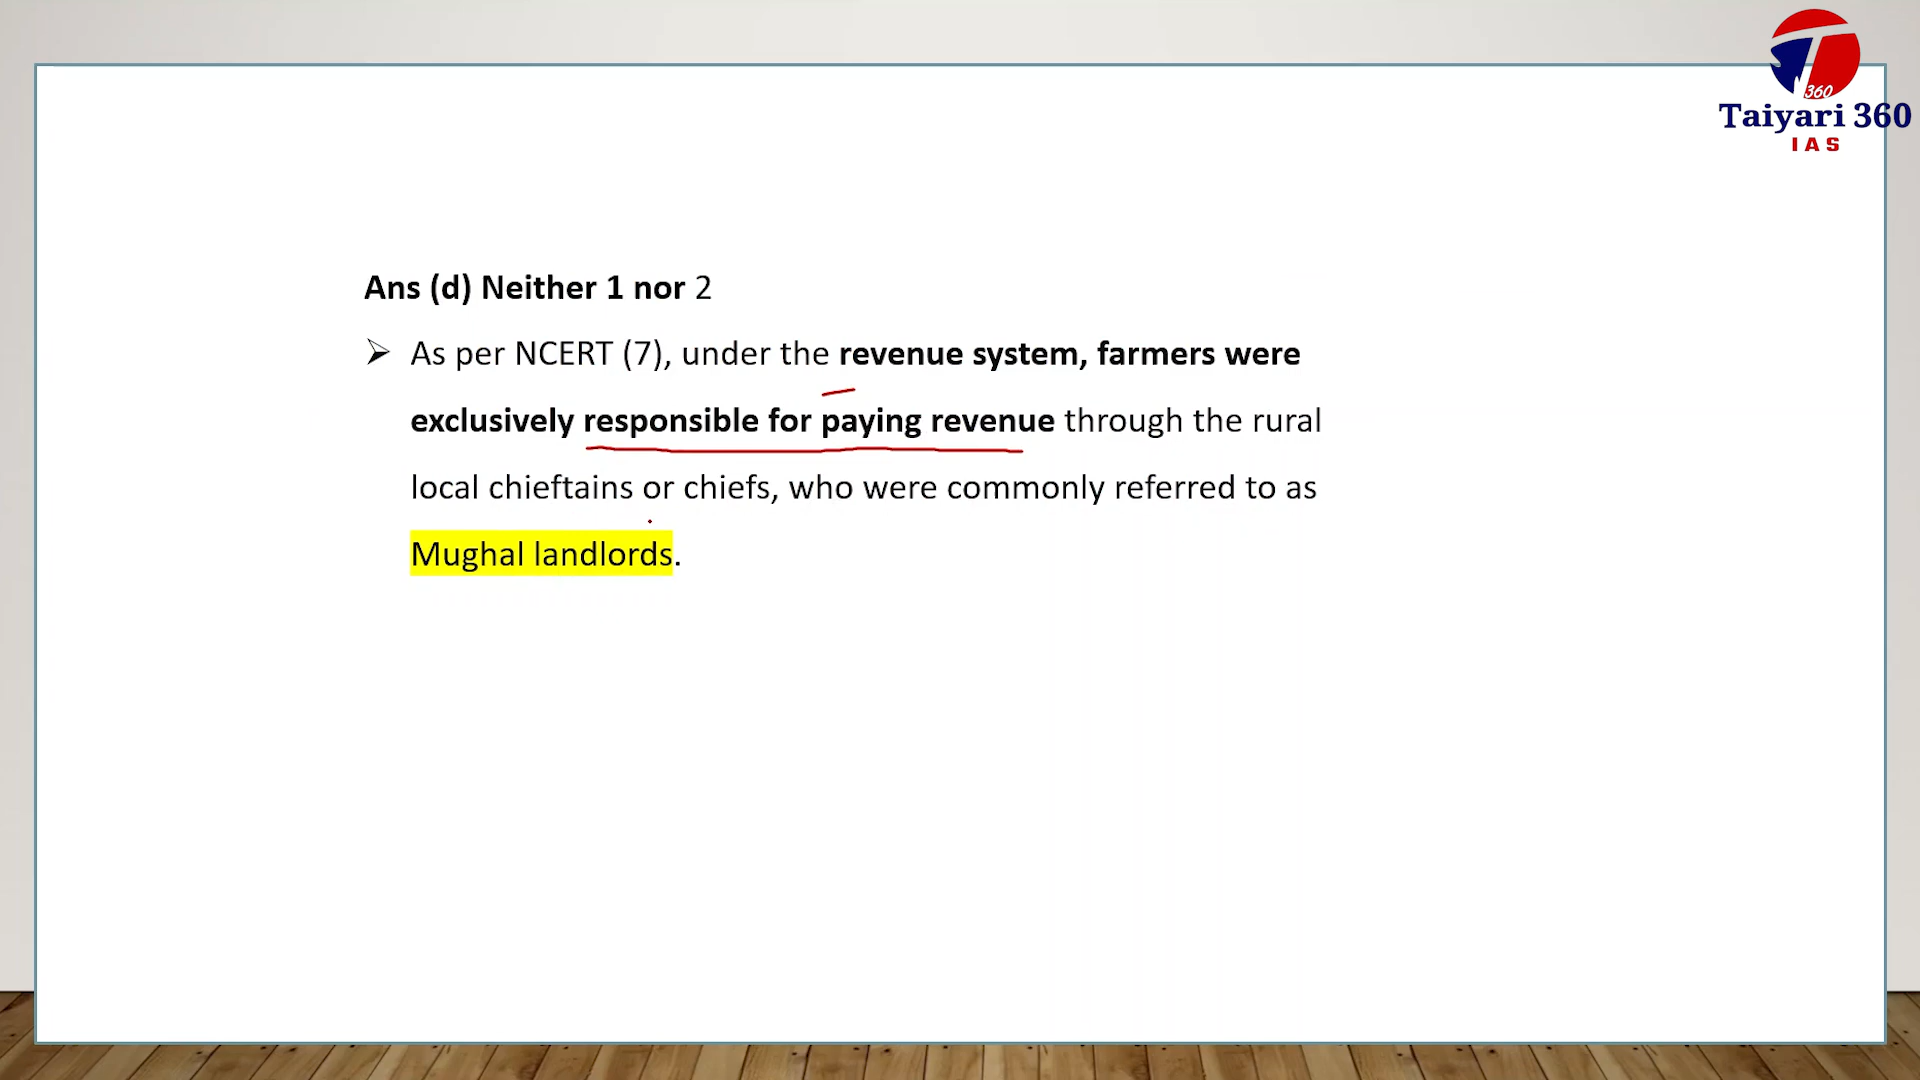 T
360
Taiyari 360
IAS
Ans (d) Neither 1 nor 2
➢ As per NCERT (7), under the revenue system, farmers were
exclusively responsible for paying revenue through the rural
local chieftains or chiefs, who were commonly referred to as
Mughal landlords.